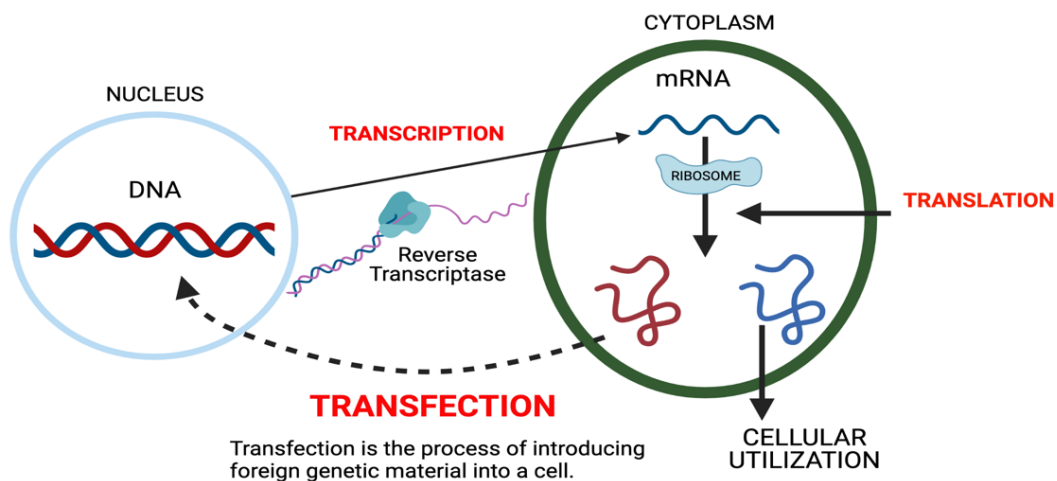 CYTOPLASM
NUCLEUS
mRNA
TRANSCRIPTION
DNA
RIBOSOME
TRANSLATION
Reverse
Transcriptase
TRANSFECTION
Transfection is the process of introducing
foreign genetic material into a cell.
CELLULAR
UTILIZATION